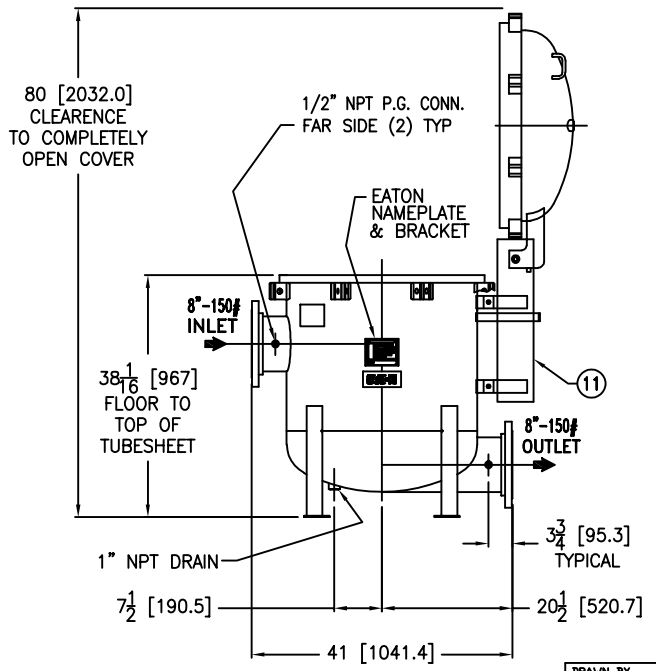 80 [2032.0]
CLEARENCE
TO COMPLETELY
OPEN COVER
1/2" NPT P.G. CONN.
FAR SIDE (2) TYP
EATON
NAMEPLATE
& BRACKET
8"-150#
INLET
38 1/16 [967]
FLOOR TO
TOP OF
TUBESHEET
11
8"-150#
OUTLET
3 3/4 [95.3]
TYPICAL
1" NPT DRAIN
7 1/2 [190.5]
20 1/2 [520.7]
41 [1041.4]
DRAWN BY